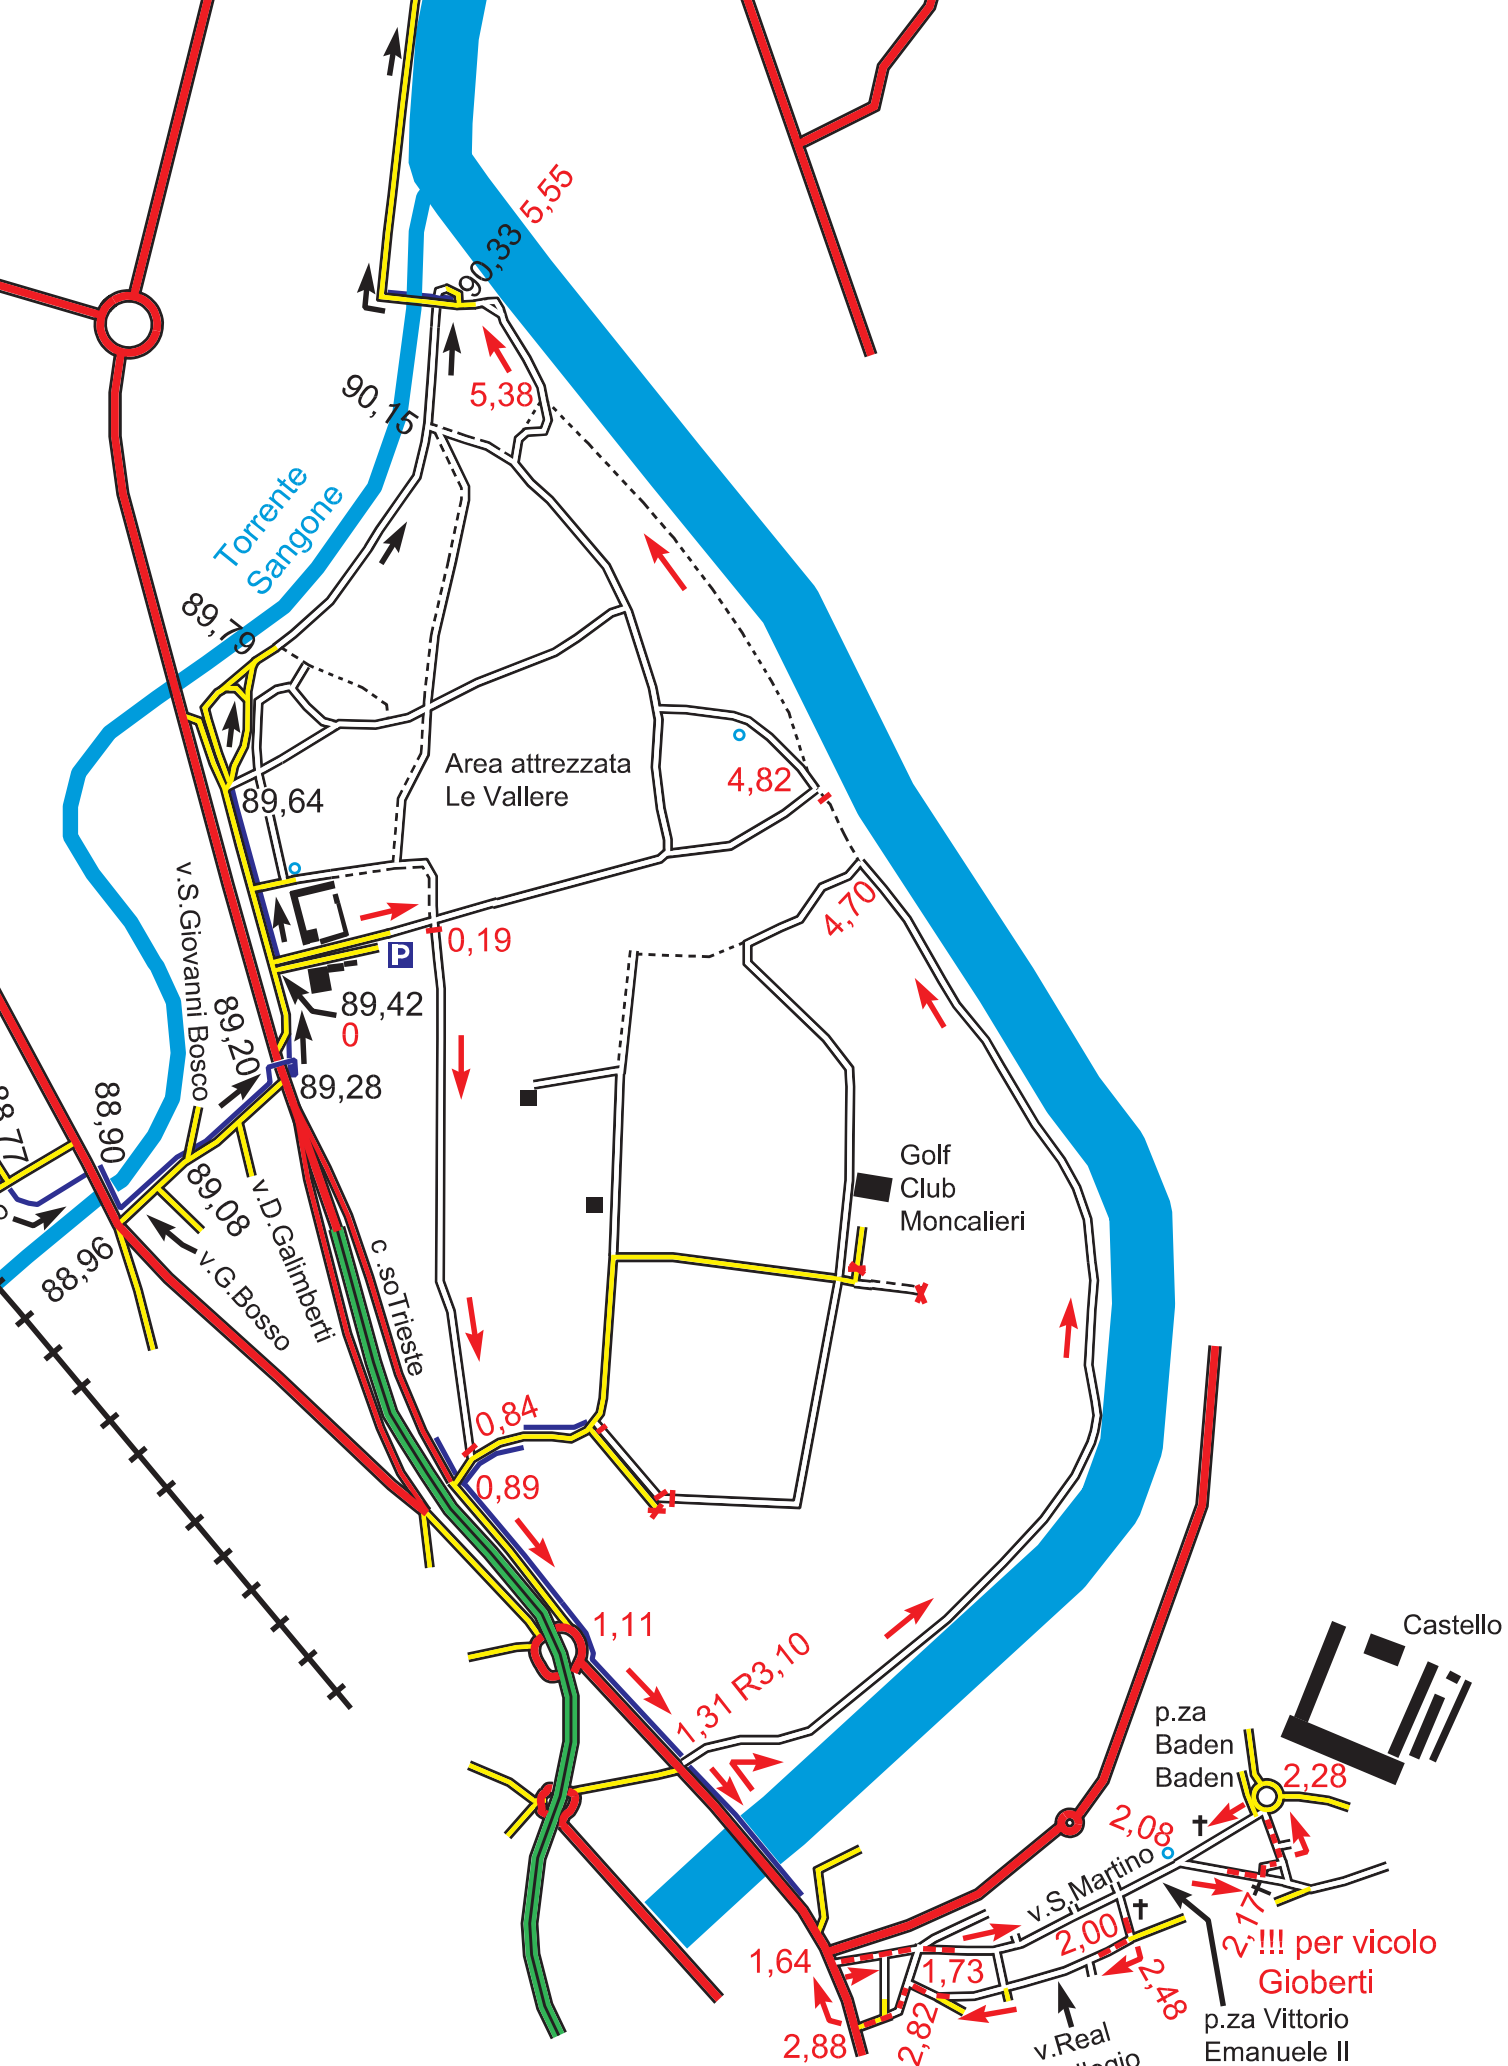 5,55
90,33
5,38
90,15
Torrente
Sangone
89,79
Area attrezzata
Le Vallere
4,82
89,64
v.S.Giovanni Bosco
4,70
P
0,19
89,42
0
89,20
89,28
88,90
89,08
Golf
Club
Moncalieri
v.D.Galimberti
88,96
v.G.Bosso
c.soTrieste
0,84
0,89
1,11
1,31 R3,10
Castello
p.za
Baden
Baden
2,28
2,08
v.S.Martino
2,17
!!! per vicolo
Gioberti
2,00
1,64
1,73
2,48
2,82
2,88
v.Real
p.za Vittorio
Emanuele II